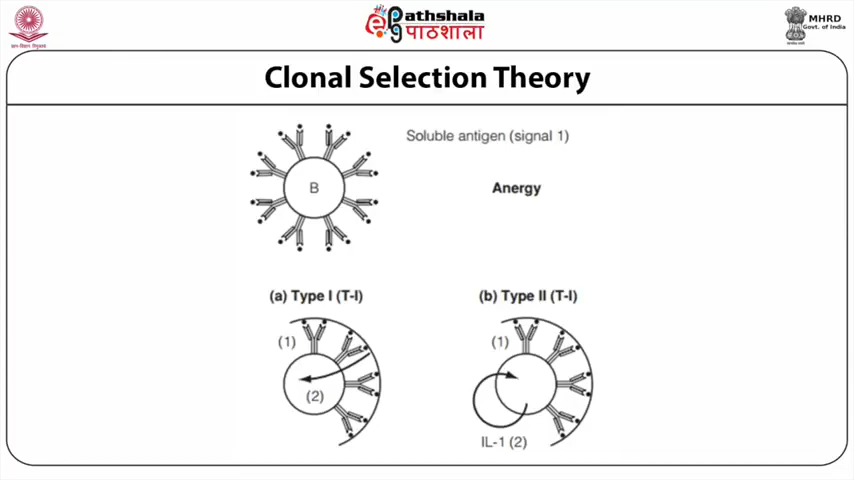 Pathshala
पाठशाला
MHRD
Govt. of India
Clonal Selection Theory
Soluble antigen (signal 1)
B
Anergy
(a) Type I (T-I)
(b) Type II (T-I)
(1)
(2)
(1)
IL-1 (2)